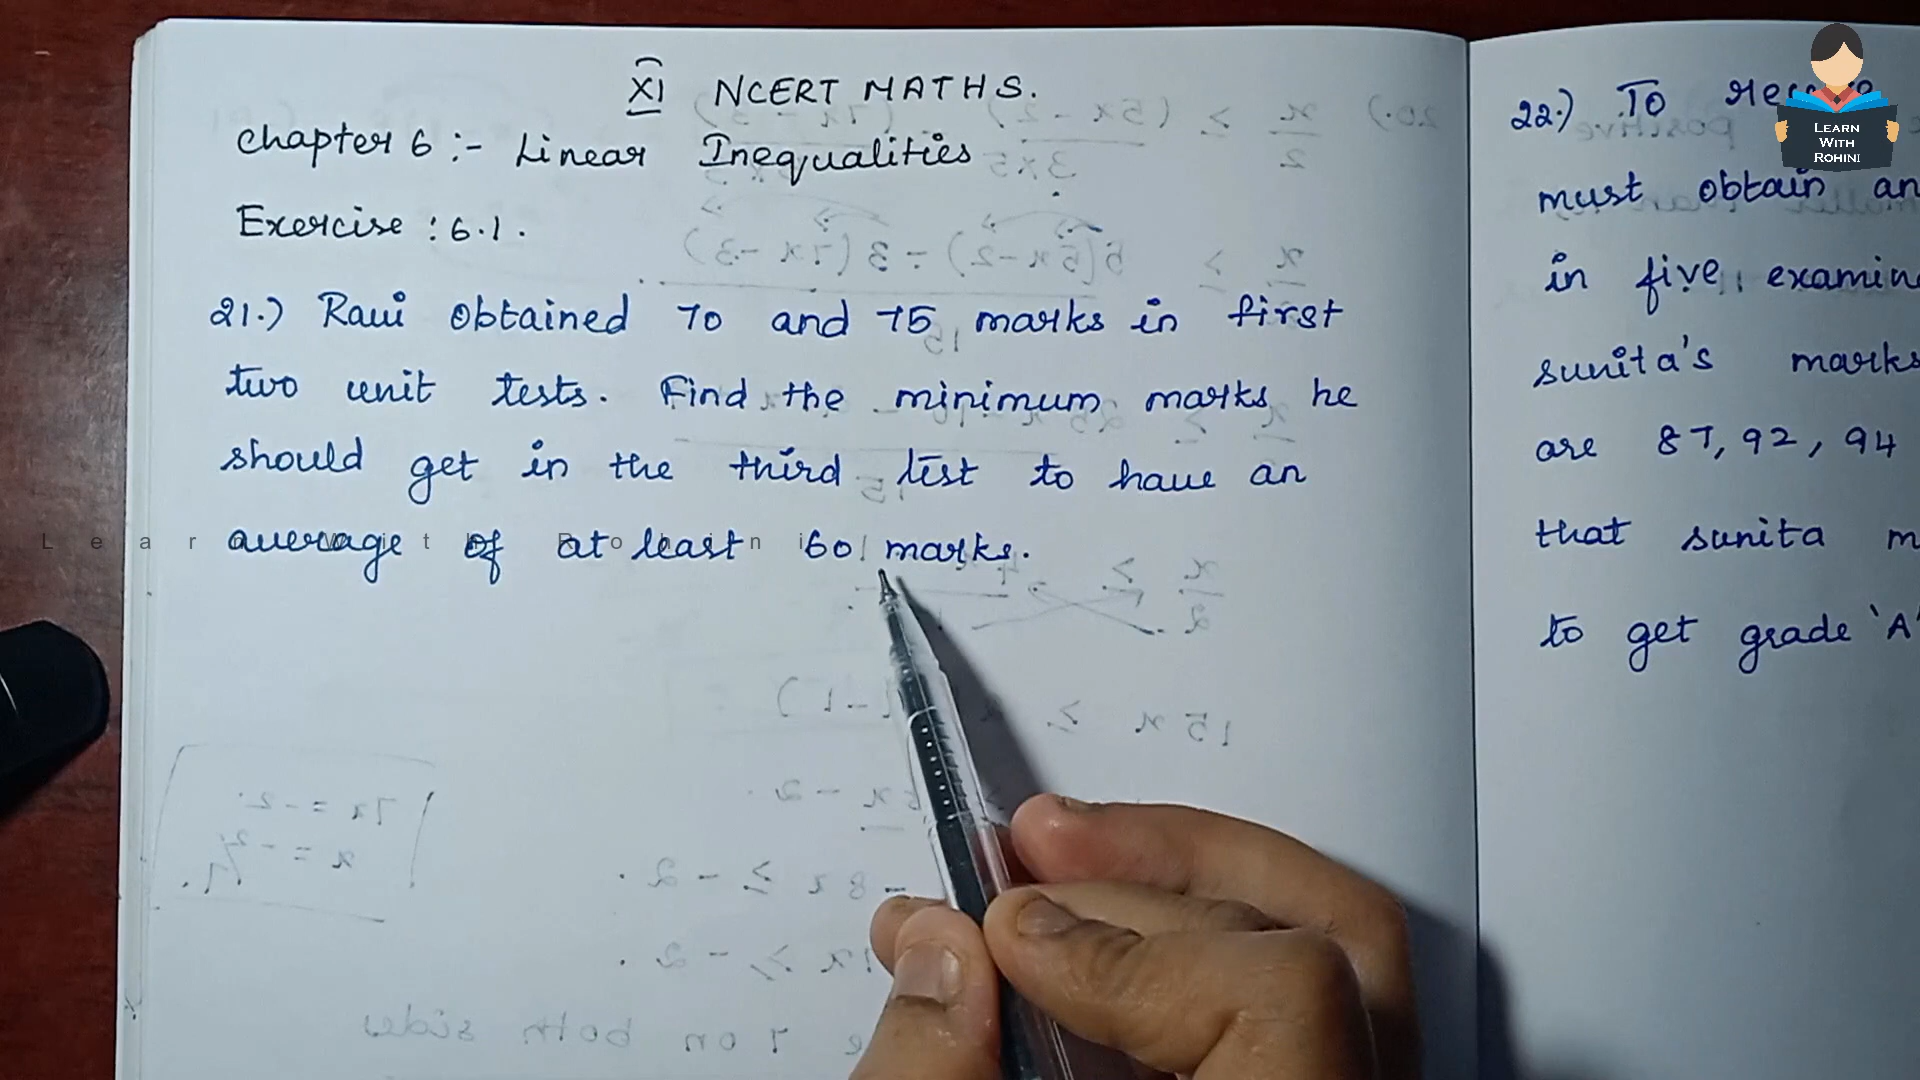 XI NCERT MATHS.
Chapter 6 :- Linear Inequalities
Exercise : 6.1.
21.) Ravi obtained 70 and 75 marks in first
two unit tests. Find the minimum marks he
should get in the third test to have an
average of at least 60 marks.
22.) To
must obtain an
in five examin
sunita's marks
are 87, 92, 94
that sunita m
to get grade 'A'
LEARN
WITH
ROHINI
Learn With Rohini